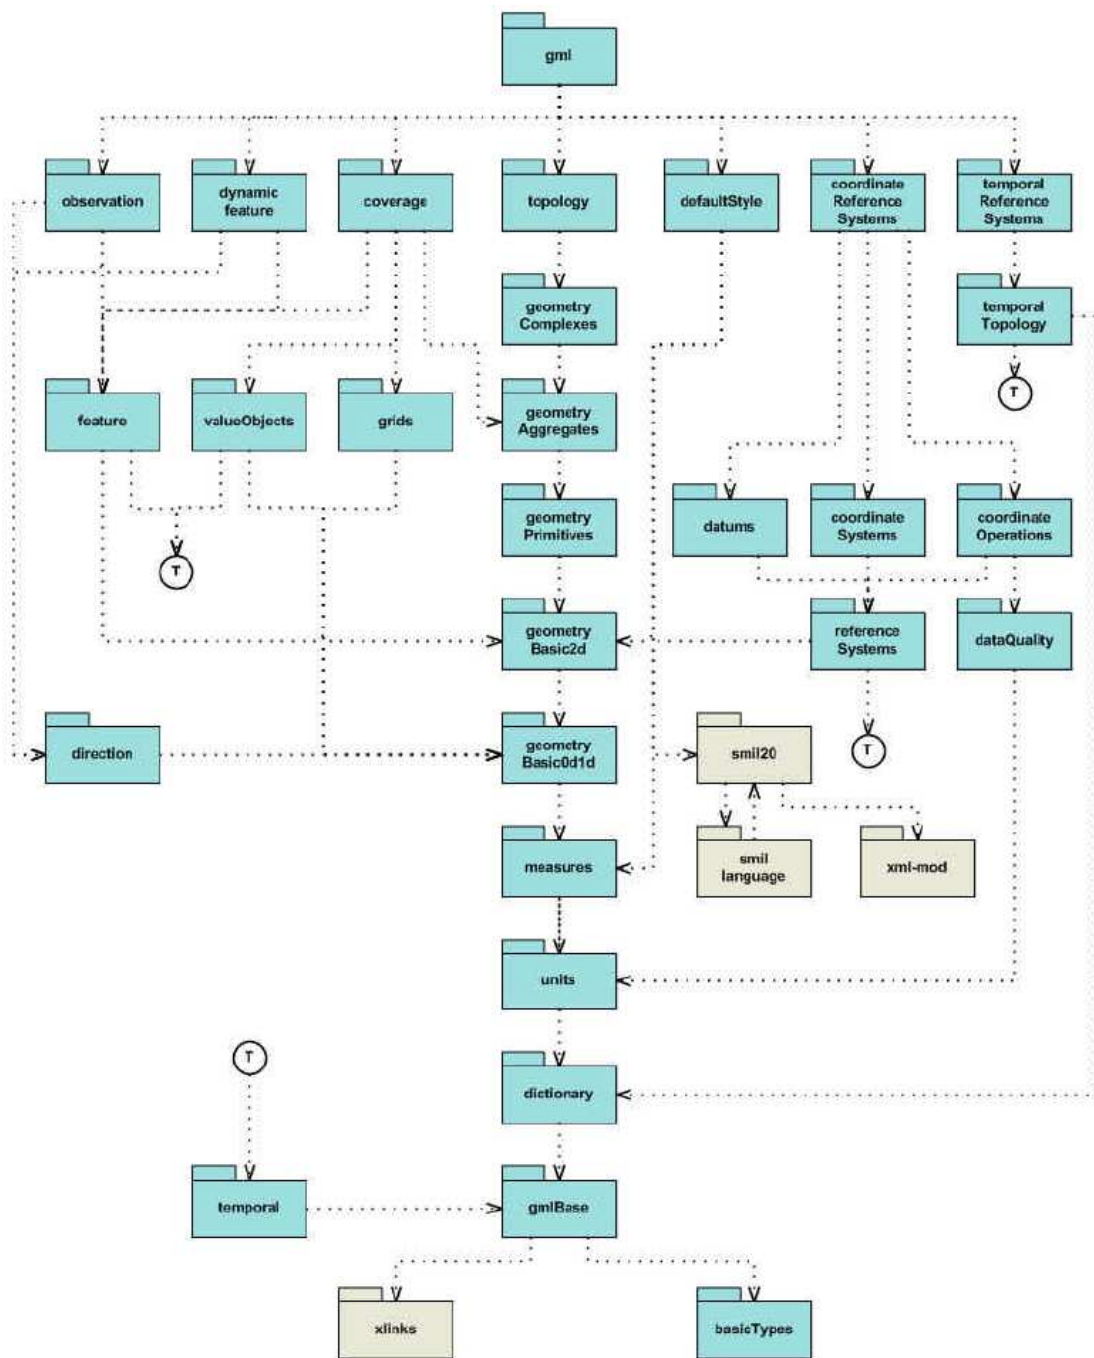 gml
observation
dynamic
feature
coverage
topology
defaultStyle
coordinate
Reference
Systems
temporal
Reference
Systems
geometry
Complexes
temporal
Topology
T
feature
valueObjects
grids
geometry
Aggregates
geometry
Primitives
datums
coordinate
Systems
coordinate
Operations
T
geometry
Basic2d
reference
Systems
dataQuality
direction
geometry
Basic0d1d
smil20
T
measures
smil
language
xml-mod
units
T
dictionary
temporal
gmlBase
xlinks
basicTypes